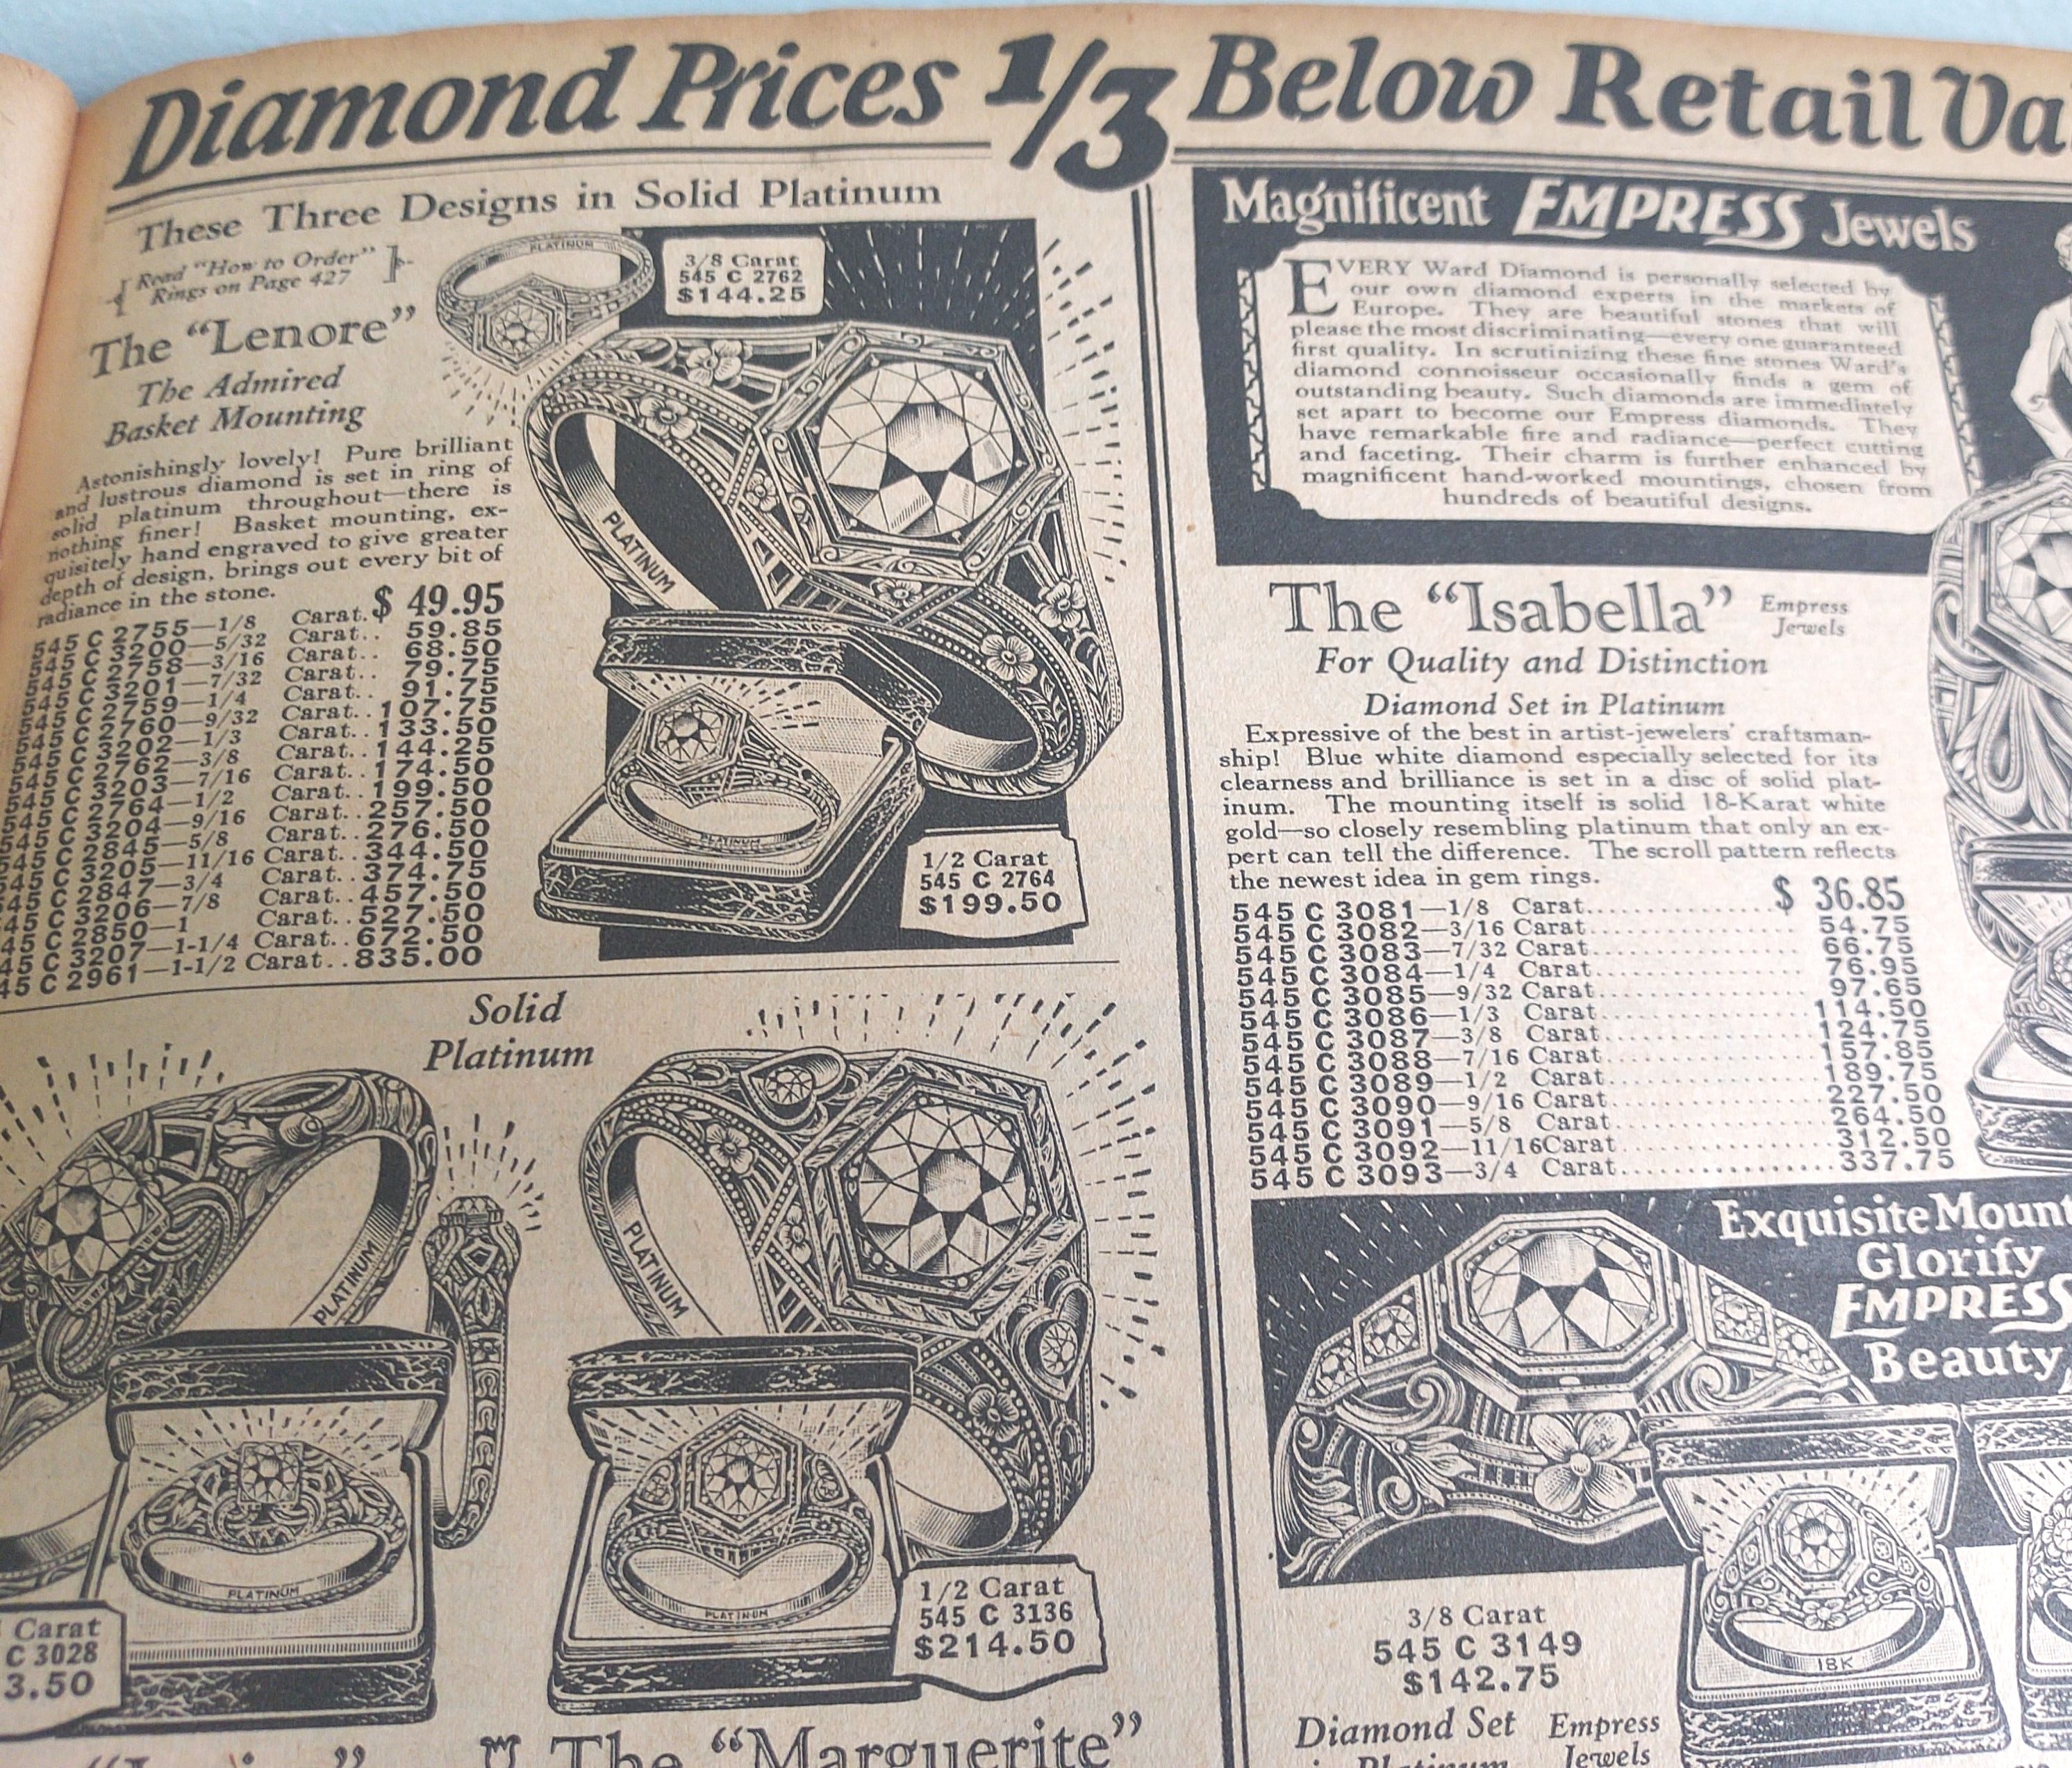 Diamond Prices 1/3 Below Retail
These Three Designs in Solid Platinum
Read "How to Order"
Rings on Page 427
The "Lenore"
The Admired
Basket Mounting
Astonishingly lovely! Pure brilliant
and lustrous diamond is set in ring of
solid platinum throughout—there is
nothing finer! Basket mounting, ex-
quisitely hand engraved to give greater
depth of design, brings out every bit of
radiance in the stone.
545 C 2755—1/8 Carat. $ 49.95
545 C 3200—5/32 Carat.. 59.85
545 C 2758—3/16 Carat.. 68.50
545 C 3201—7/32 Carat.. 79.75
545 C 2759—1/4 Carat.. 91.75
545 C 2760—9/32 Carat..107.75
545 C 3202—1/3 Carat..133.50
545 C 2762—3/8 Carat..144.25
545 C 3203—7/16 Carat..174.50
545 C 2764—1/2 Carat..199.50
545 C 3204—9/16 Carat..257.50
545 C 2845—5/8 Carat..276.50
545 C 3205—11/16 Carat..344.50
545 C 2847—3/4 Carat..374.75
45 C 3206—7/8 Carat..457.50
45 C 2850—1 Carat..527.50
45 C 3207—1-1/4 Carat..672.50
45 C 2961—1-1/2 Carat..835.00
PLATINUM
3/8 Carat
545 C 2762
$144.25
PLATINUM
PLATINUM
1/2 Carat
545 C 2764
$199.50
Solid
Platinum
PLATINUM
PLATINUM
Carat
C 3028
3.50
PLATINUM
PLATINUM
1/2 Carat
545 C 3136
$214.50
The "Marguerite"
Magnificent EMPRESS Jewels
EVERY Ward Diamond is personally selected by
our own diamond experts in the markets of
Europe. They are beautiful stones that will
please the most discriminating—every one guaranteed
first quality. In scrutinizing these fine stones Ward's
diamond connoisseur occasionally finds a gem of
outstanding beauty. Such diamonds are immediately
set apart to become our Empress diamonds. They
have remarkable fire and radiance—perfect cutting
and faceting. Their charm is further enhanced by
magnificent hand-worked mountings, chosen from
hundreds of beautiful designs.
The "Isabella" Empress
Jewels
For Quality and Distinction
Diamond Set in Platinum
Expressive of the best in artist-jewelers' craftsman-
ship! Blue white diamond especially selected for its
clearness and brilliance is set in a disc of solid plat-
inum. The mounting itself is solid 18-Karat white
gold—so closely resembling platinum that only an ex-
pert can tell the difference. The scroll pattern reflects
the newest idea in gem rings.
545 C 3081—1/8 Carat..............$ 36.85
545 C 3082—3/16 Carat.............. 54.75
545 C 3083—7/32 Carat.............. 66.75
545 C 3084—1/4 Carat.............. 76.95
545 C 3085—9/32 Carat.............. 97.65
545 C 3086—1/3 Carat..............114.50
545 C 3087—3/8 Carat..............124.75
545 C 3088—7/16 Carat..............157.85
545 C 3089—1/2 Carat..............189.75
545 C 3090—9/16 Carat..............227.50
545 C 3091—5/8 Carat..............264.50
545 C 3092—11/16Carat..............312.50
545 C 3093—3/4 Carat..............337.75
Exquisite
Glorify
EMPRESS
Beauty
18K
3/8 Carat
545 C 3149
$142.75
Diamond Set Empress
Platinum Jewels